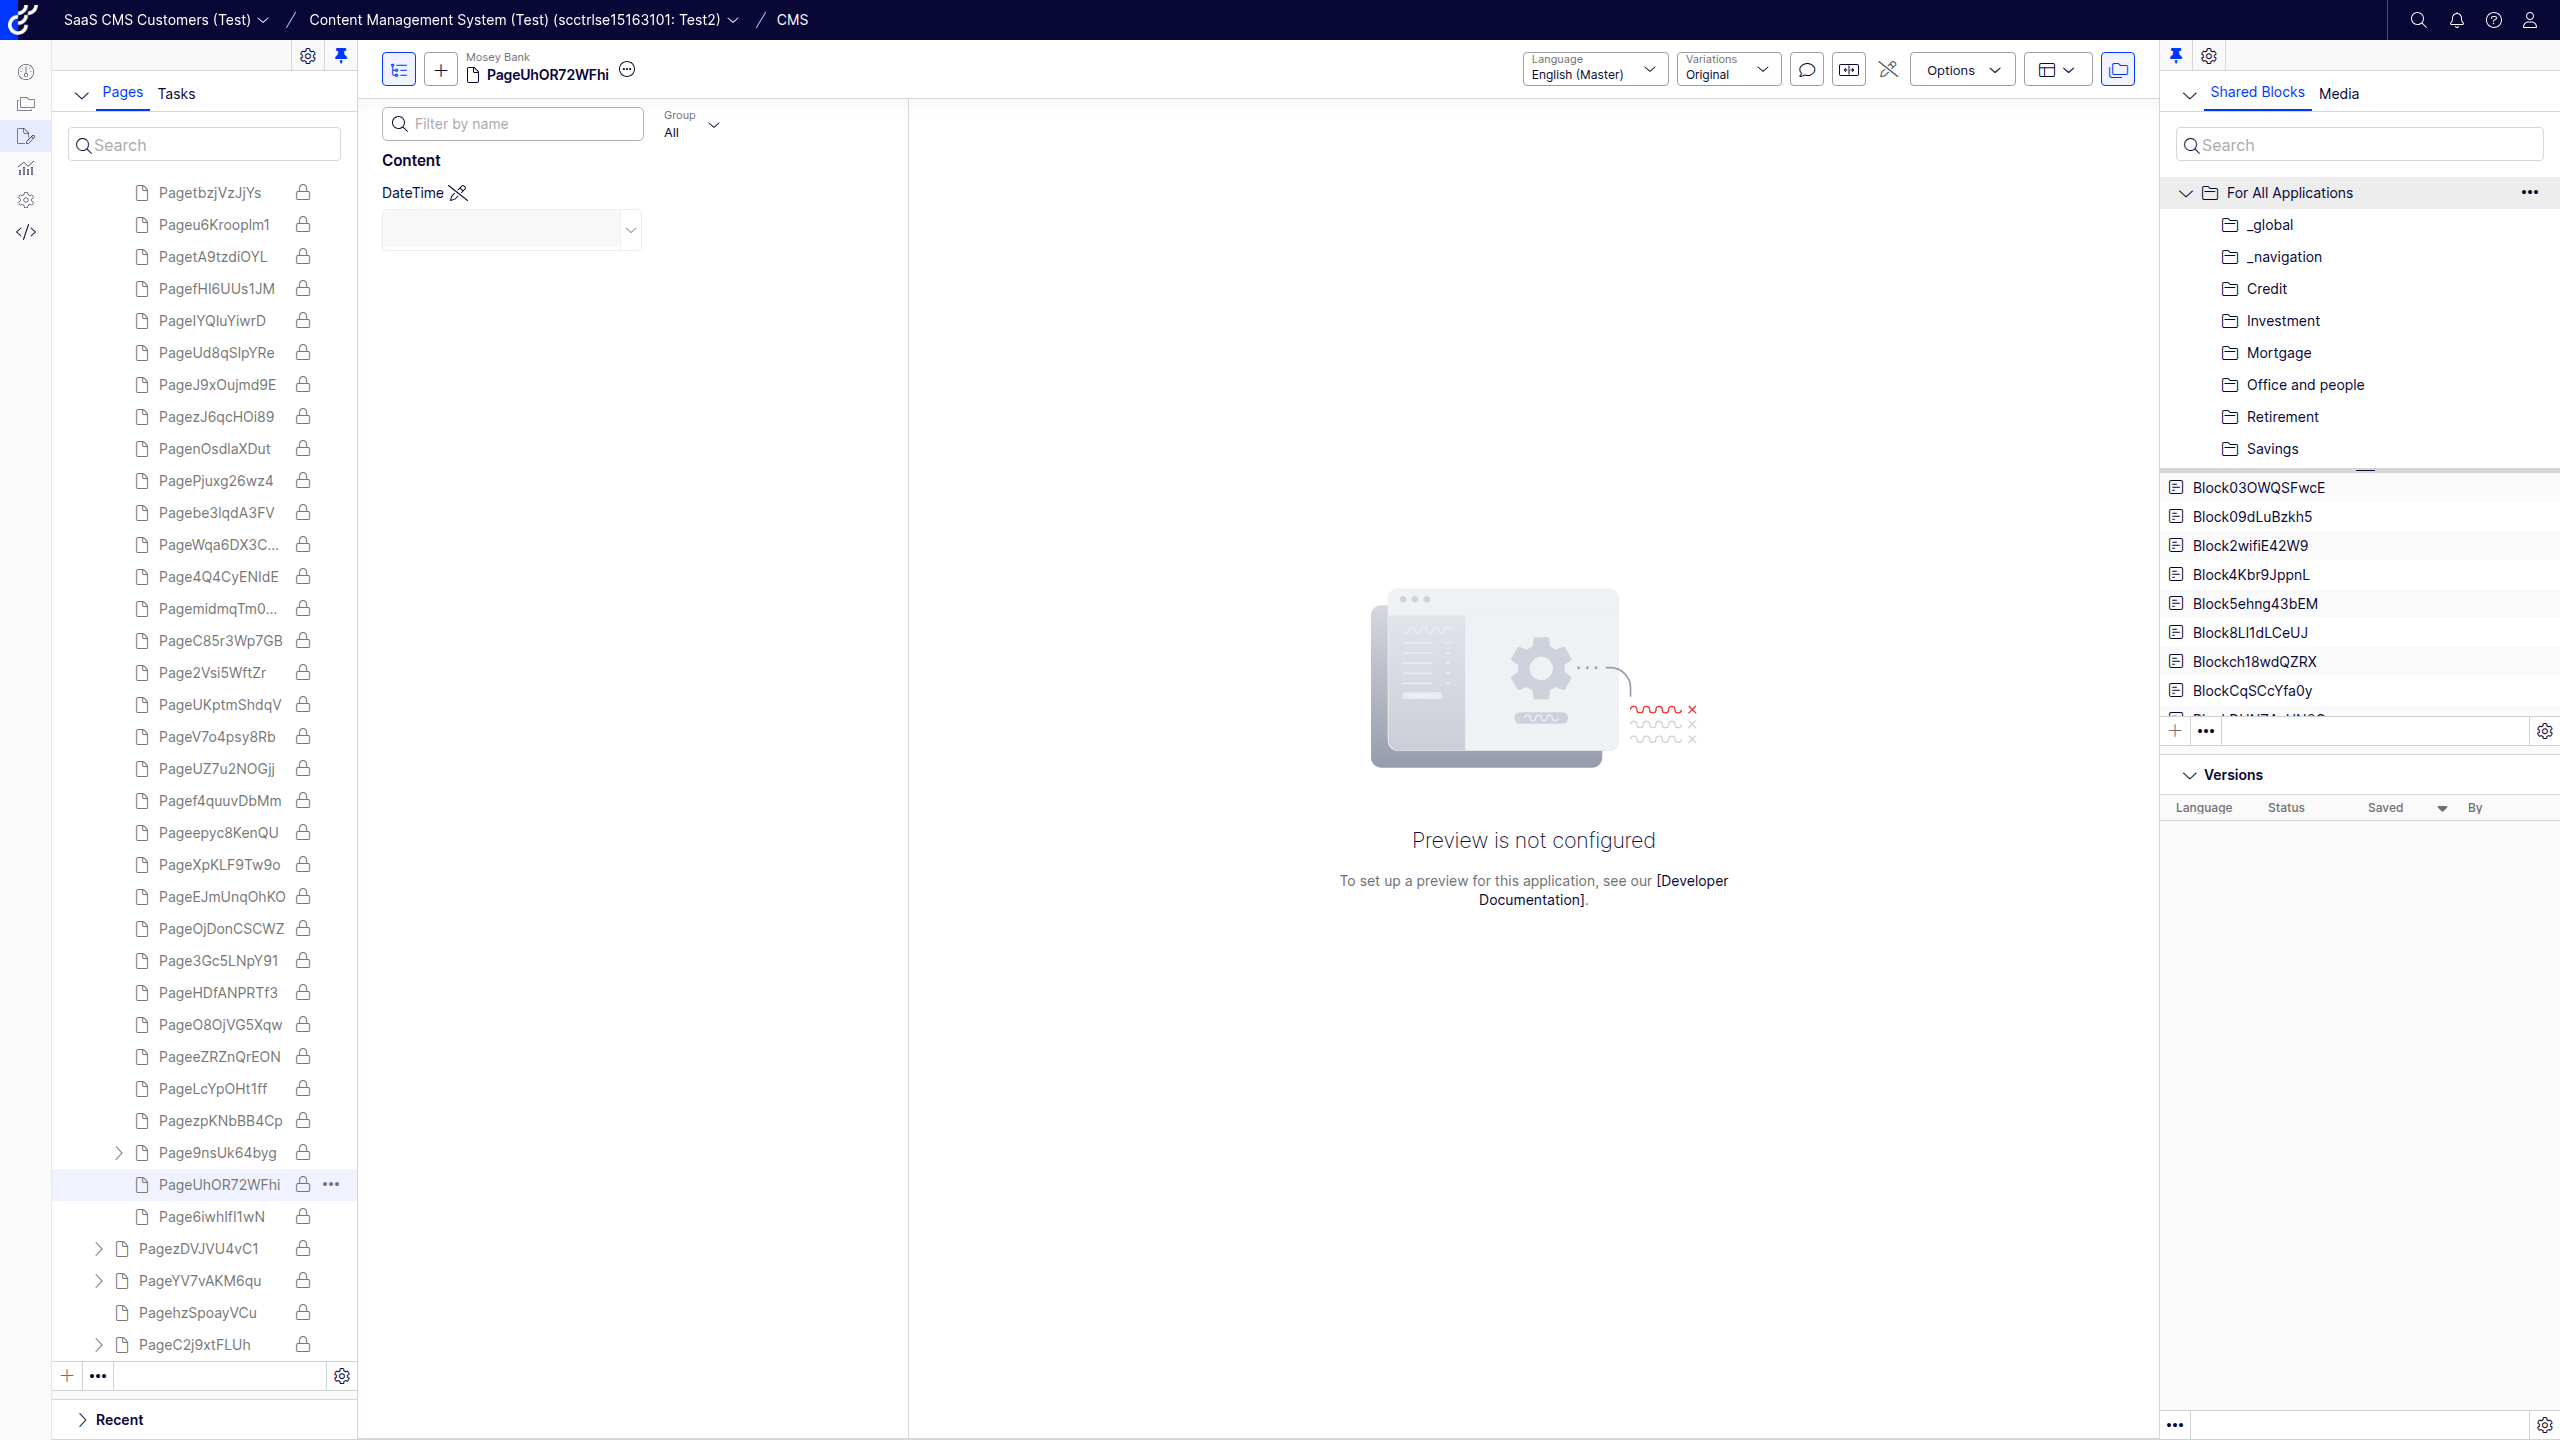 SaaS CMS Customers (Test)
Content Management System (Test) (scctrlse15163101: Test2)
CMS
Pages
Tasks
Search
PagetbzjVzJjYs
Pageu6Krooplm1
PagetA9tzdiOYL
PagefHI6UUs1JM
PageIYQluYiwrD
PageUd8qSlpYRe
PageJ9xOujmd9E
PagezJ6qcHOi89
PagenOsdlaXDut
PagePjuxg26wz4
Pagebe3lqdA3FV
PageWqa6DX3C...
Page4Q4CyENldE
PagemidmqTm0...
PageC85r3Wp7GB
Page2Vsi5WftZr
PageUKptmShdqV
PageV7o4psy8Rb
PageUZ7u2NOGjj
Pagef4quuvDbMm
Pageepyc8KenQU
PageXpKLF9Tw9o
PageEJmUnqOhKO
PageOjDonCSCWZ
Page3Gc5LNpY91
PageHDfANPRTf3
PageO8OjVG5Xqw
PageeZRZnQrEON
PageLcYpOHt1ff
PagezpKNbBB4Cp
Page9nsUk64byg
PageUhOR72WFhi
Page6iwhlfI1wN
PagezDVJVU4vC1
PageYV7vAKM6qu
PagehzSpoayVCu
PageC2j9xtFLUh
Recent
Mosey Bank
PageUhOR72WFhi
Language
English (Master)
Variations
Original
Options
Filter by name
Group
All
Content
DateTime
Preview is not configured
To set up a preview for this application, see our [Developer
Documentation].
Shared Blocks
Media
Search
For All Applications
_global
_navigation
Credit
Investment
Mortgage
Office and people
Retirement
Savings
Block03OWQSFwcE
Block09dLuBzkh5
Block2wifiE42W9
Block4Kbr9JppnL
Block5ehng43bEM
Block8LI1dLCeUJ
Blockch18wdQZRX
BlockCqSCcYfa0y
Versions
Language
Status
Saved
By